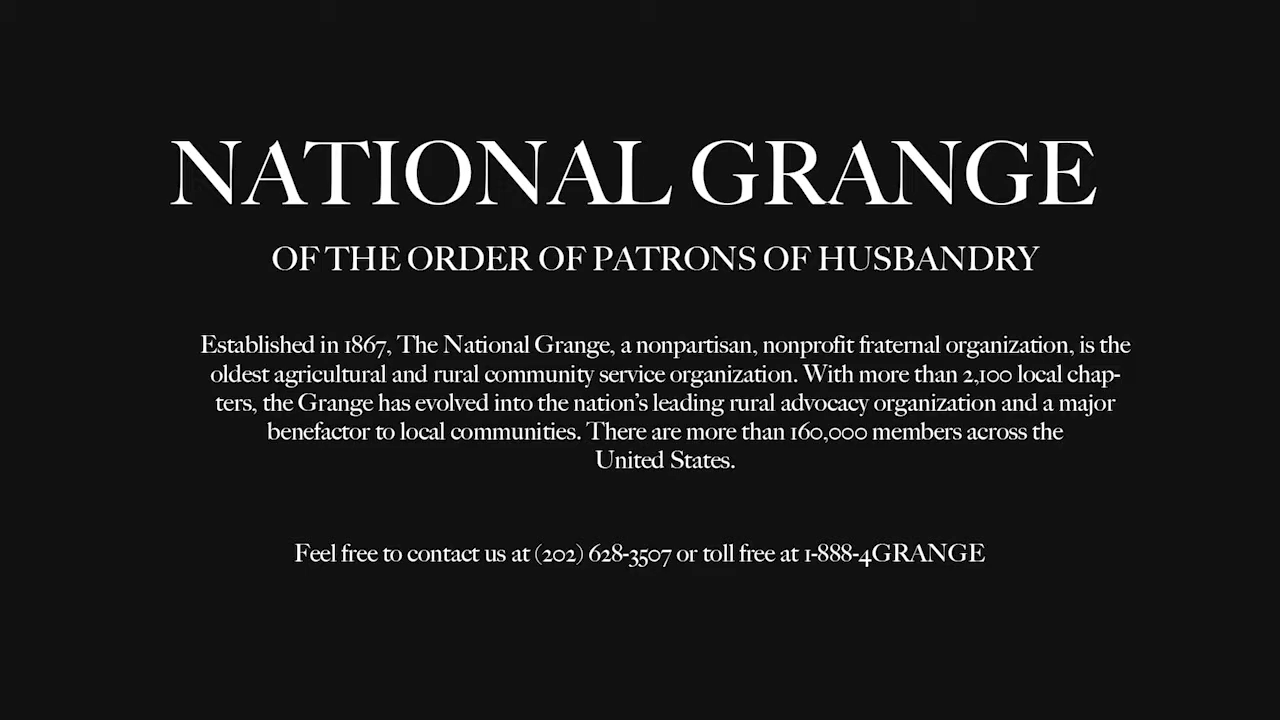 NATIONAL GRANGE
OF THE ORDER OF PATRONS OF HUSBANDRY
Established in 1867, The National Grange, a nonpartisan, nonprofit fraternal organization, is the
oldest agricultural and rural community service organization. With more than 2,100 local chap-
ters, the Grange has evolved into the nation's leading rural advocacy organization and a major
benefactor to local communities. There are more than 160,000 members across the
United States.
Feel free to contact us at (202) 628-3507 or toll free at 1-888-4GRANGE